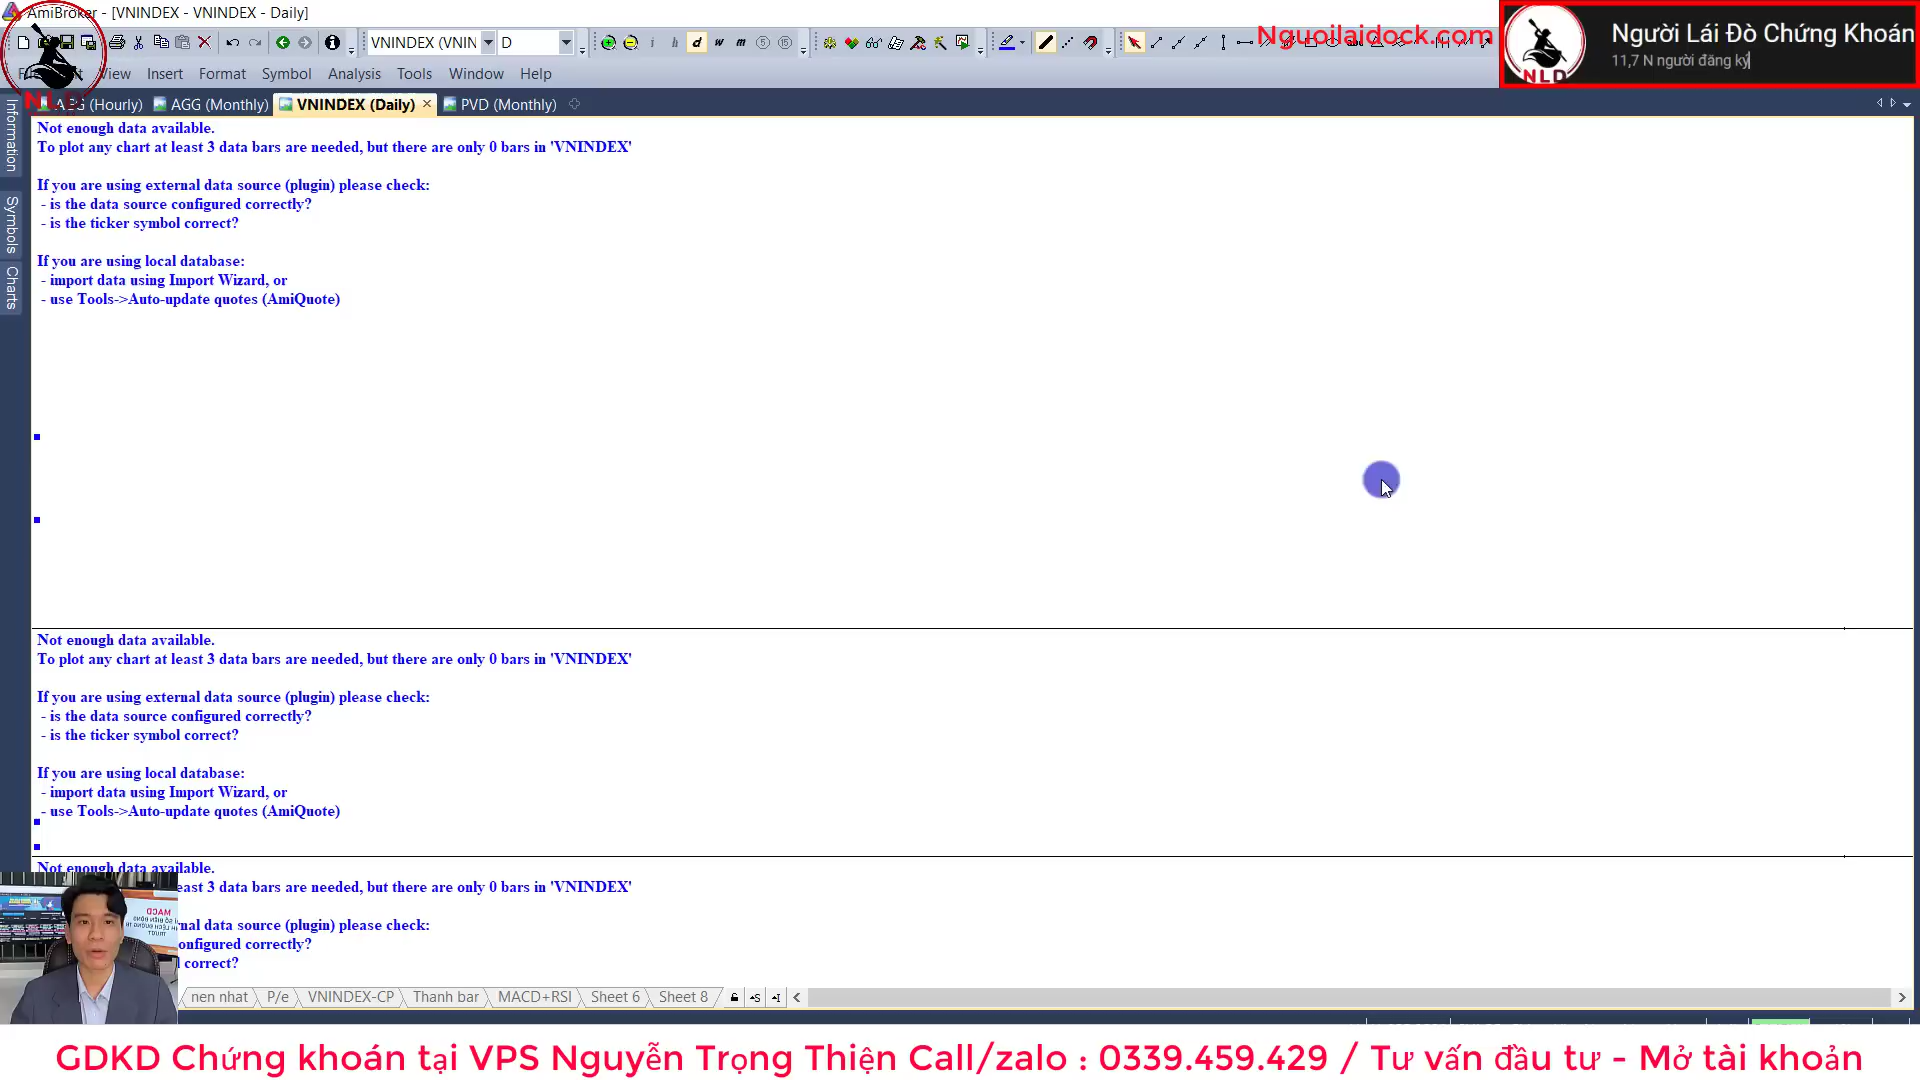 AmiBroker - [VNINDEX - VNINDEX - Daily]
VNINDEX (VNIN D
Nguoilaidock.com
Người Lái Đò Chứng Khoán
11,7 N người đăng ký
View Insert Format Symbol Analysis Tools Window Help
NLD
NLD
(Hourly) AGG (Monthly) VNINDEX (Daily) PVD (Monthly)
Information
Symbols
Charts
Not enough data available.
To plot any chart at least 3 data bars are needed, but there are only 0 bars in 'VNINDEX'
If you are using external data source (plugin) please check:
- is the data source configured correctly?
- is the ticker symbol correct?
If you are using local database:
- import data using Import Wizard, or
- use Tools->Auto-update quotes (AmiQuote)
Not enough data available.
To plot any chart at least 3 data bars are needed, but there are only 0 bars in 'VNINDEX'
If you are using external data source (plugin) please check:
- is the data source configured correctly?
- is the ticker symbol correct?
If you are using local database:
- import data using Import Wizard, or
- use Tools->Auto-update quotes (AmiQuote)
Not enough data available.
east 3 data bars are needed, but there are only 0 bars in 'VNINDEX'
nal data source (plugin) please check:
onfigured correctly?
l correct?
MACD
nen nhat P/e VNINDEX-CP Thanh bar MACD+RSI Sheet 6 Sheet 8
GDKD Chứng khoán tại VPS Nguyễn Trọng Thiện Call/zalo : 0339.459.429 / Tư vấn đầu tư - Mở tài khoản